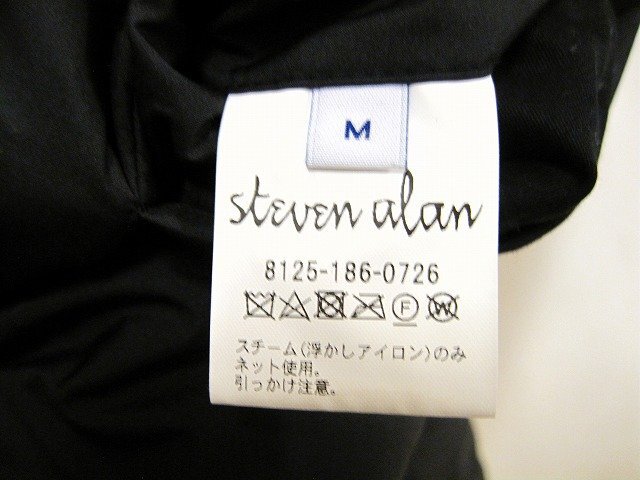 M
steven alan
8125-186-0726
F W
スチーム(浮かしアイロン)のみ
ネット使用。
引っかけ注意。